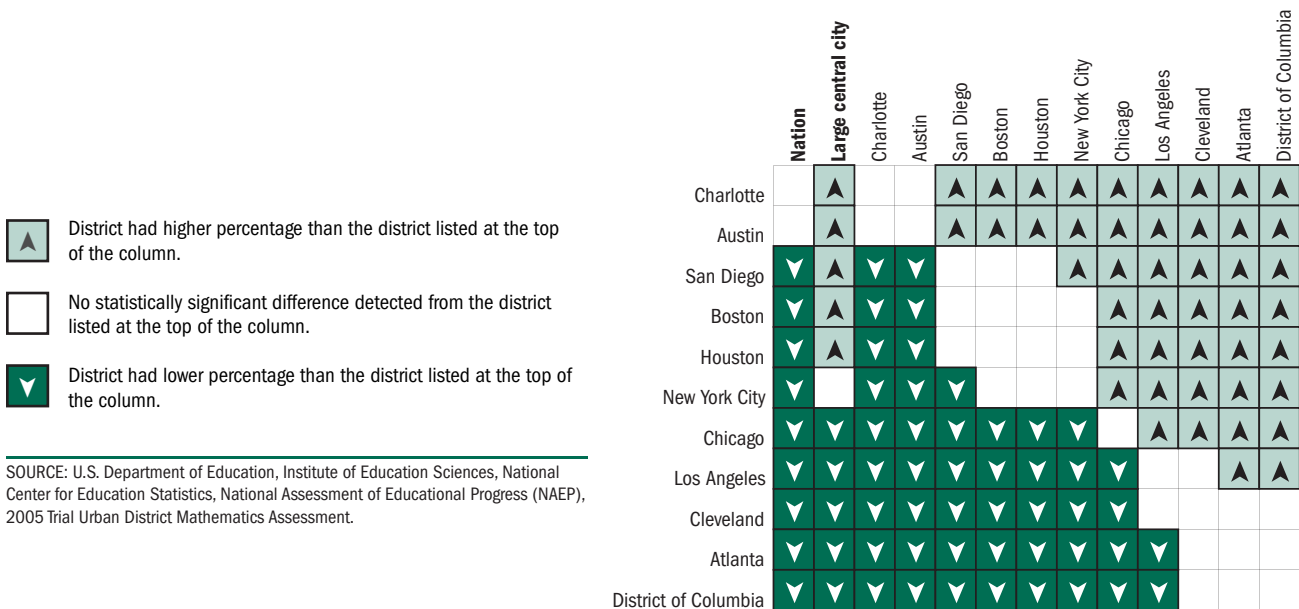 Nation
Large central city
Charlotte
Austin
San Diego
Boston
Houston
New York City
Chicago
Los Angeles
Cleveland
Atlanta
District of Columbia
District had higher percentage than the district listed at the top
of the column.
No statistically significant difference detected from the district
listed at the top of the column.
District had lower percentage than the district listed at the top of
the column.
SOURCE: U.S. Department of Education, Institute of Education Sciences, National
Center for Education Statistics, National Assessment of Educational Progress (NAEP),
2005 Trial Urban District Mathematics Assessment.
Charlotte
Austin
San Diego
Boston
Houston
New York City
Chicago
Los Angeles
Cleveland
Atlanta
District of Columbia